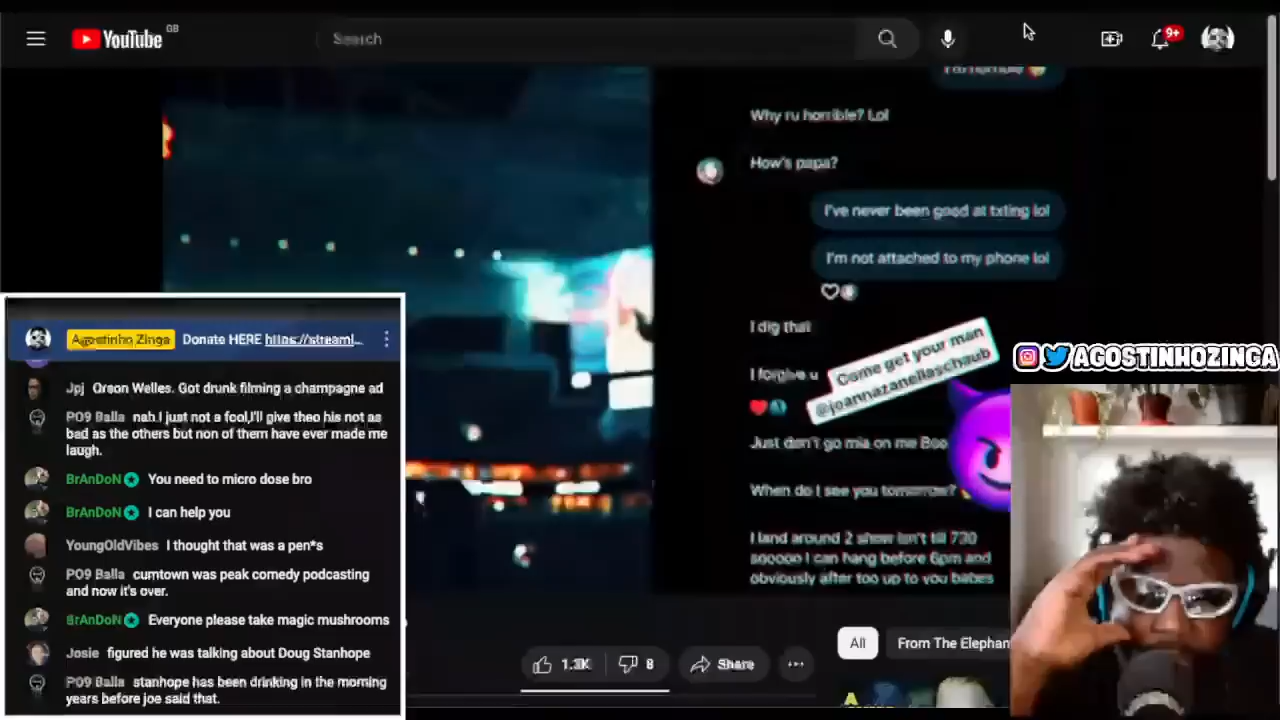 YouTube GB
Search
9+
Why ru horrible? Lol
How's papa?
I've never been good at txting lol
I'm not attached to my phone lol
I dig that
I forgive u
Come get your man
@joannazanellaschaub
Just don't go mia on me Boo
When do I see you tomorrow?
I land around 2 show isn't till 730
sooooo I can hang before 6pm and
obviously after too up to you babes
AGOSTINHOZINGA
Agostinho Zinga Donate HERE https://streaml...
Jpj Orson Welles. Got drunk filming a champagne ad
PO9 Balla nah.I just not a fool,I'll give theo his not as
bad as the others but non of them have ever made me
laugh.
BrAnDoN You need to micro dose bro
BrAnDoN I can help you
YoungOldVibes I thought that was a pen*s
PO9 Balla cumtown was peak comedy podcasting
and now it's over.
BrAnDoN Everyone please take magic mushrooms
Josie figured he was talking about Doug Stanhope
PO9 Balla stanhope has been drinking in the morning
years before joe said that.
1.3K
8
Share
All
From The Elephan